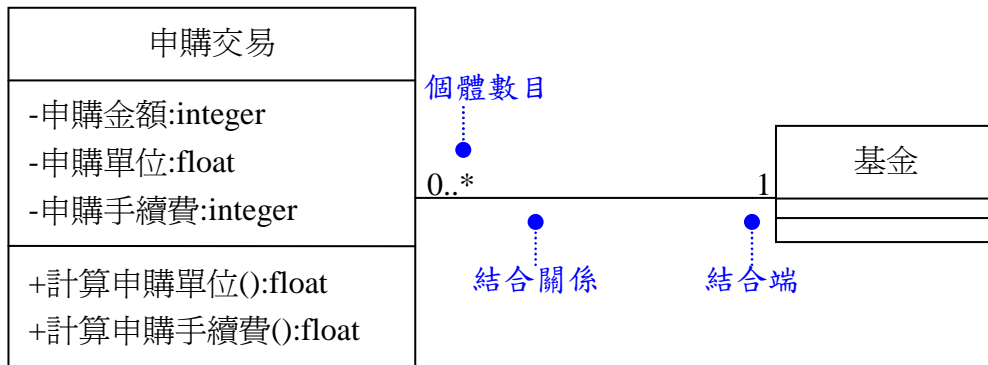 申購交易
-申購金額:integer
-申購單位:float
-申購手續費:integer
+計算申購單位():float
+計算申購手續費():float
個體數目
0..*
1
結合關係
結合端
基金